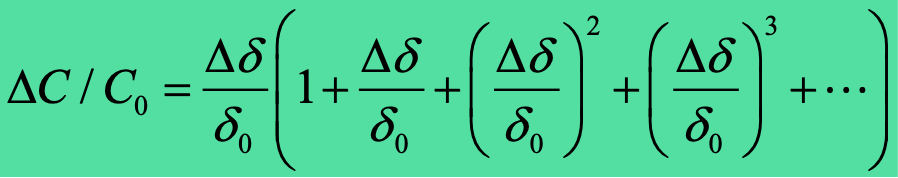 ΔC / C₀ = Δδ/δ₀ (1 + Δδ/δ₀ + (Δδ/δ₀)² + (Δδ/δ₀)³ + ⋯)